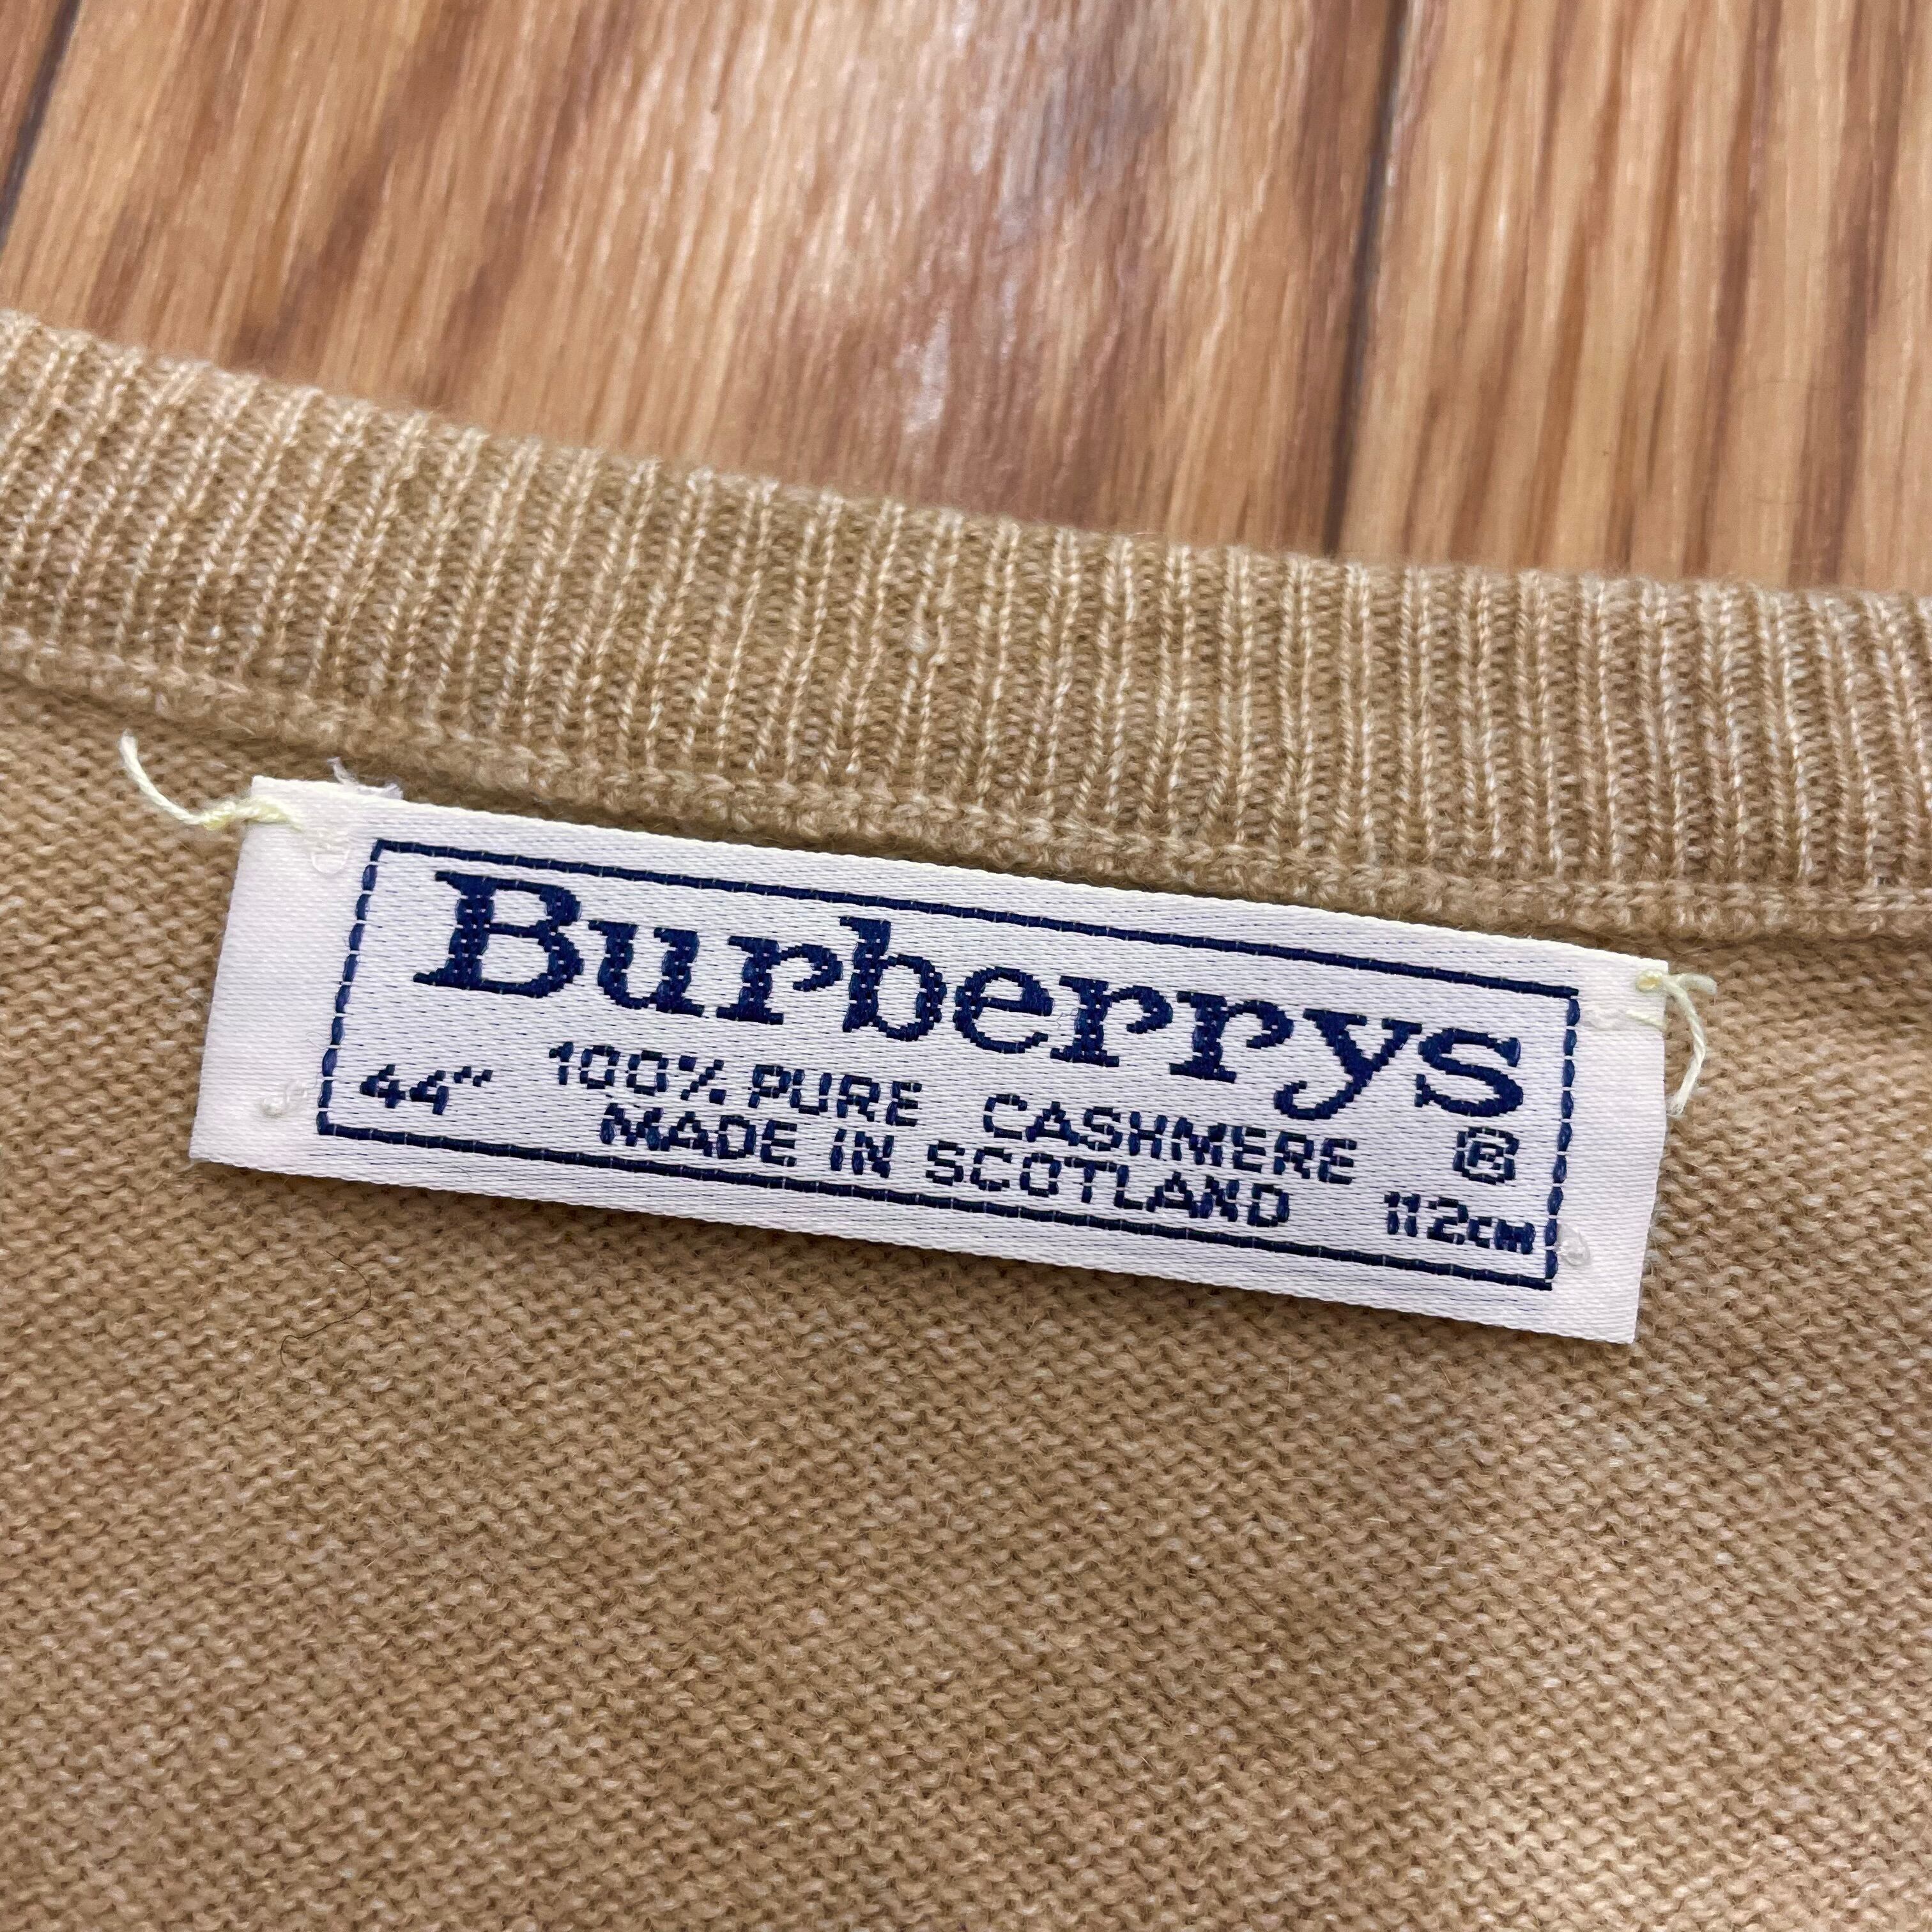 Burberrys
44" 100% PURE CASHMERE ®
MADE IN SCOTLAND 112cm